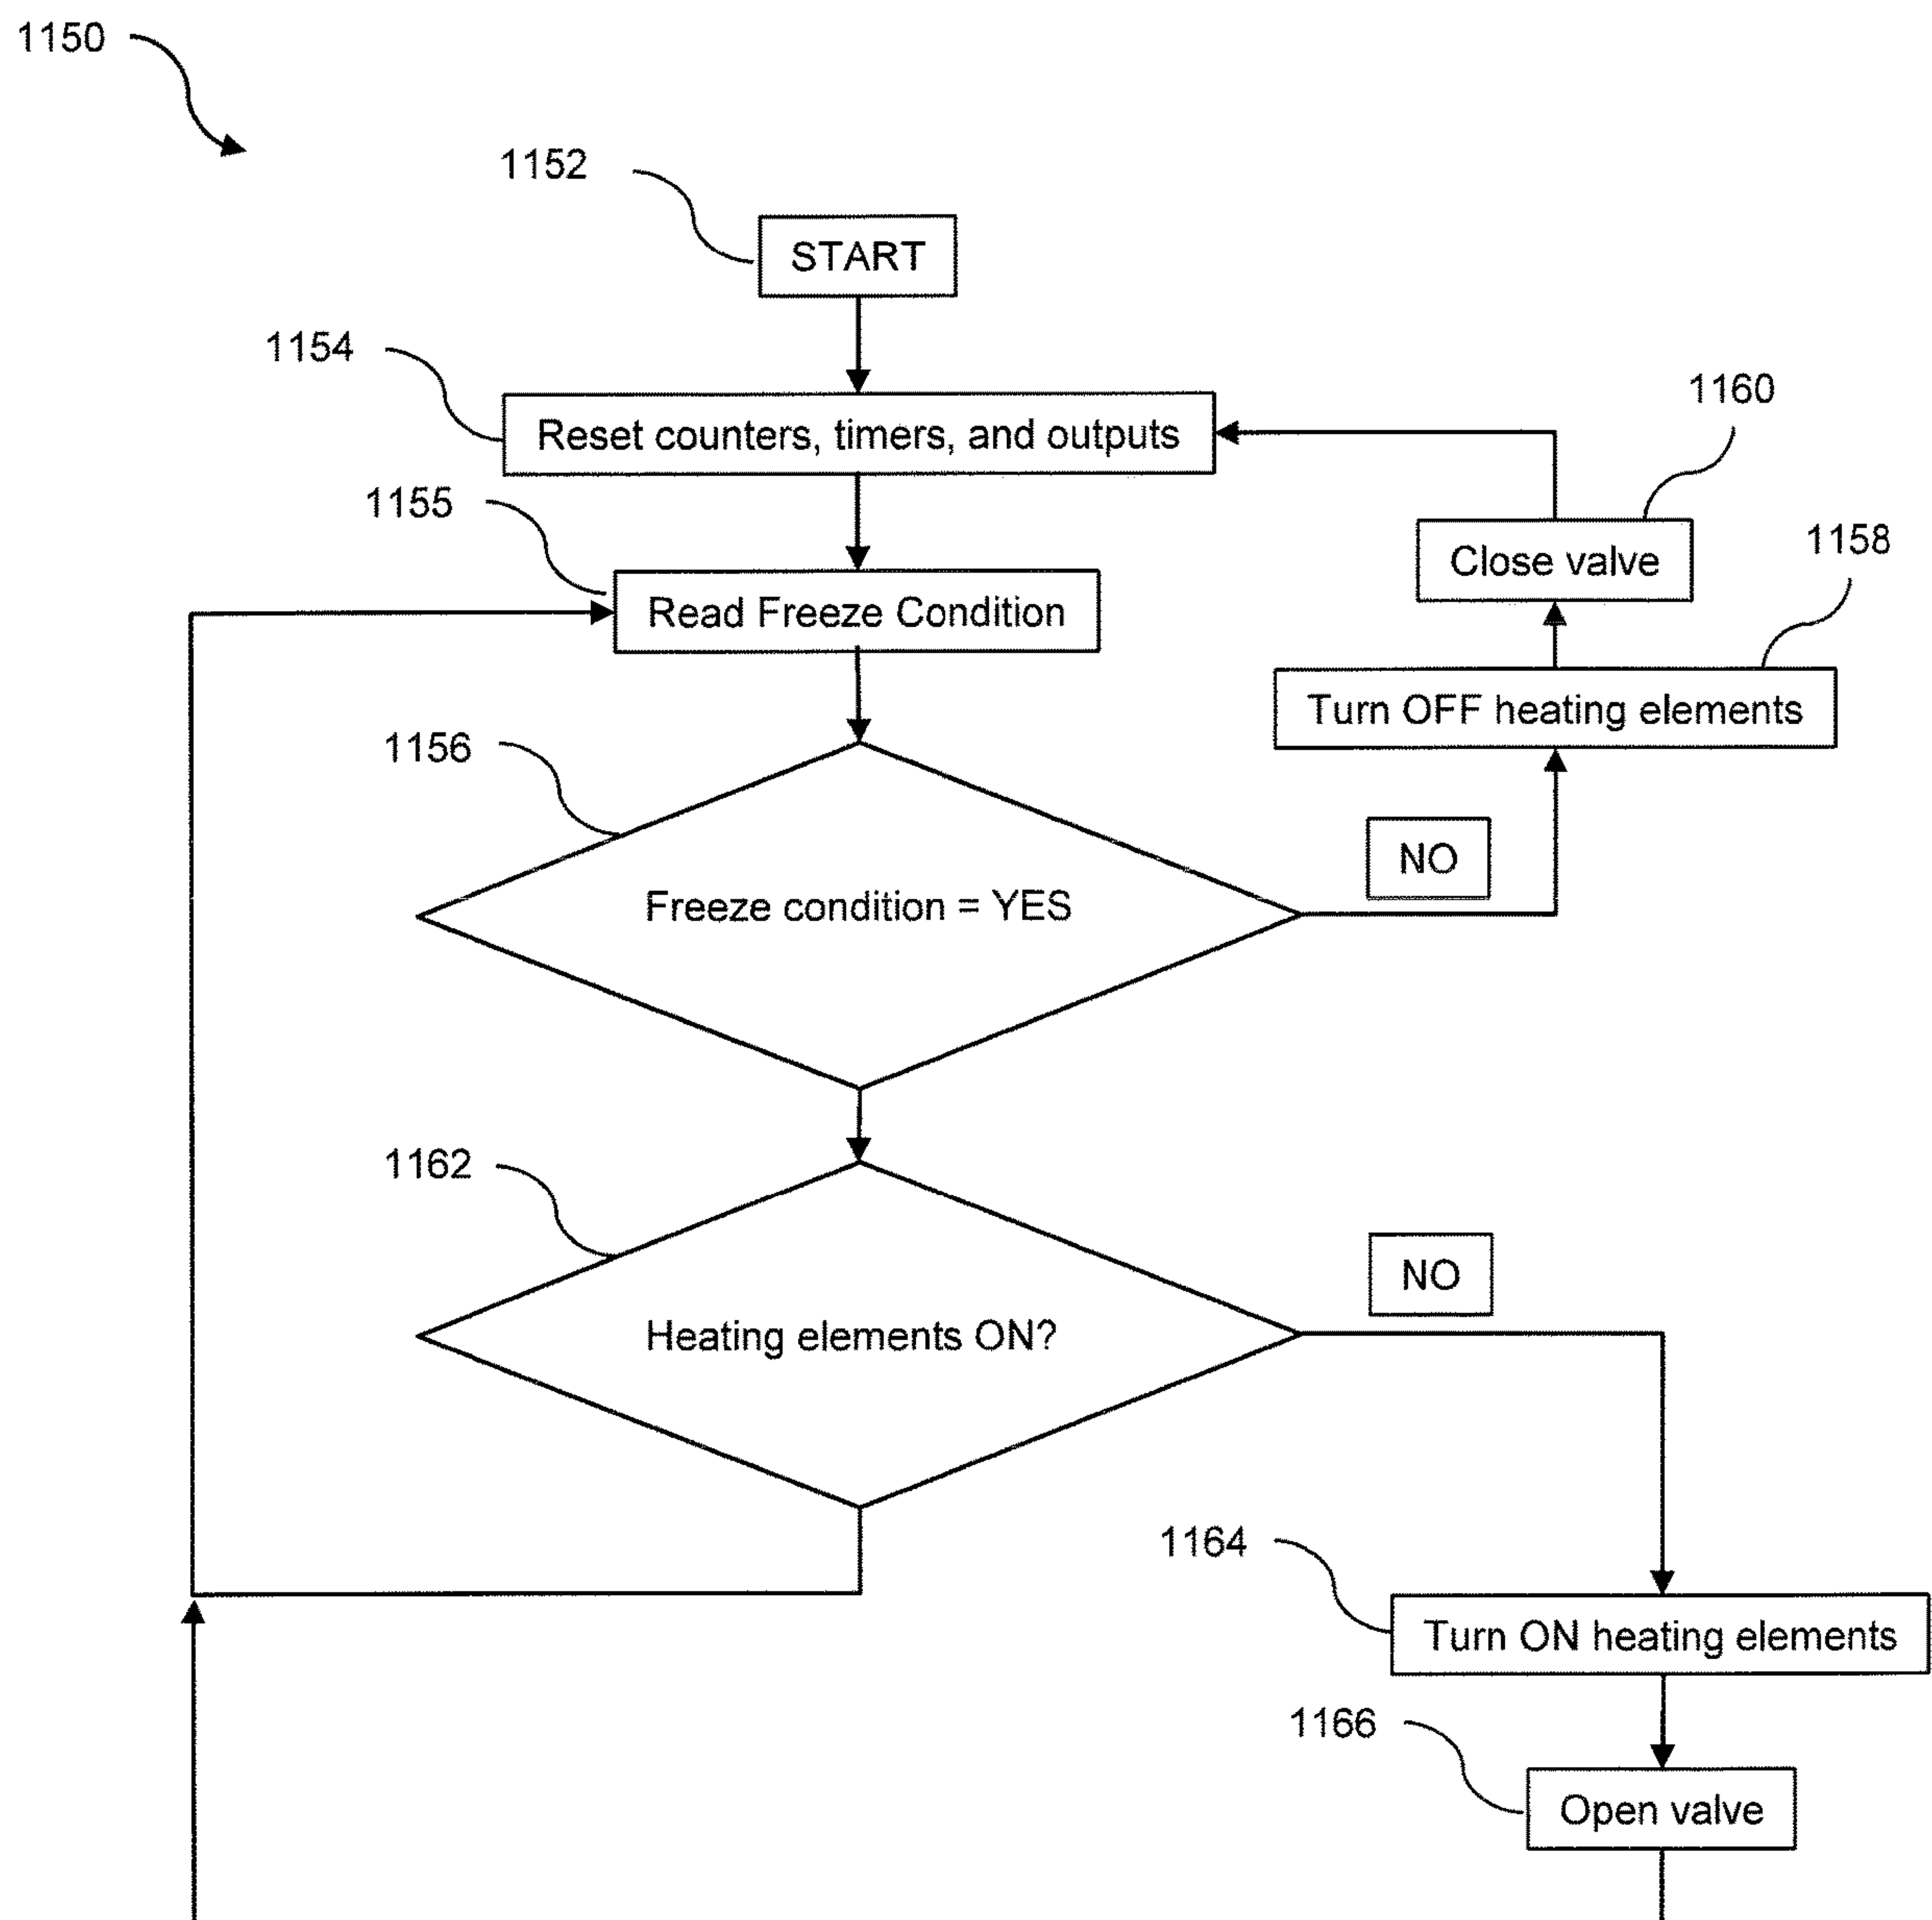 1150
1152
START
1154
Reset counters, timers, and outputs
1160
1155
Read Freeze Condition
Close valve
1158
Turn OFF heating elements
1156
Freeze condition = YES
NO
1162
Heating elements ON?
NO
1164
Turn ON heating elements
1166
Open valve